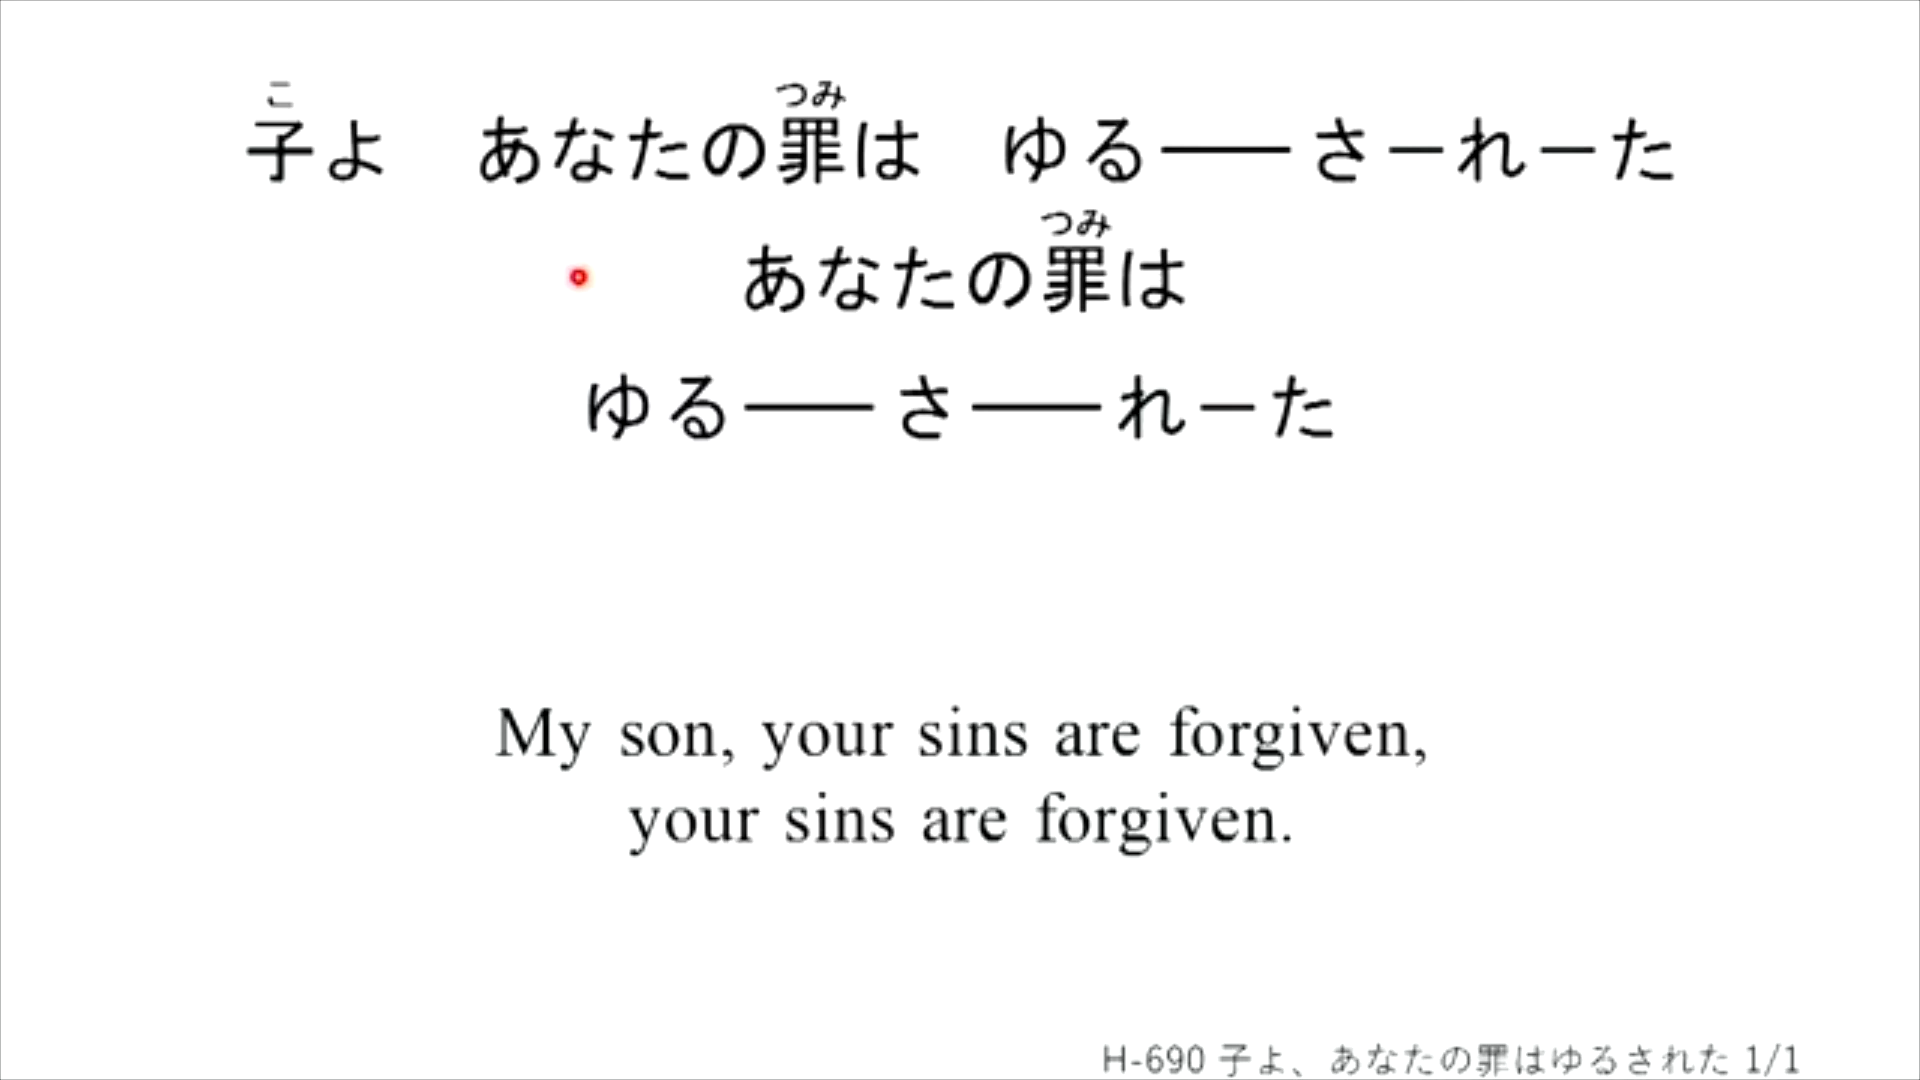 こ つみ
子よ　あなたの罪は　ゆる――さ－れ－た
つみ
あなたの罪は
ゆる――さ――れ－た
My son, your sins are forgiven,
your sins are forgiven.
H-690 子よ、あなたの罪はゆるされた 1/1